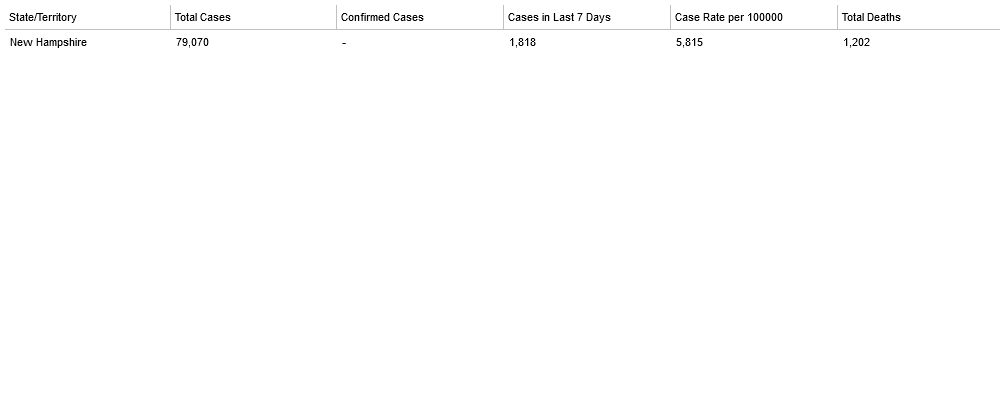 State/Territory Total Cases Confirmed Cases Cases in Last 7 Days Case Rate per 100000 Total Deaths
New Hampshire 79,070 - 1,818 5,815 1,202